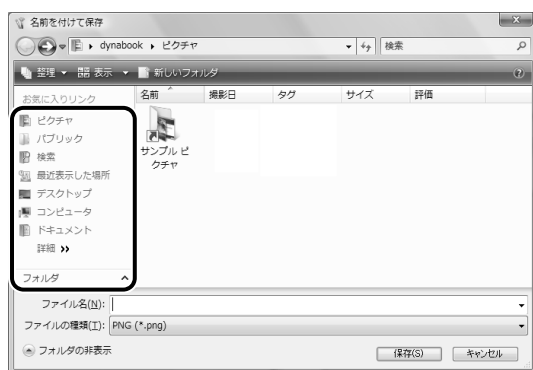 名前を付けて保存
dynabook ▸ ピクチャ 検索
整理 表示 新しいフォルダ
お気に入りリンク 名前 撮影日 タグ サイズ 評価
ピクチャ
パブリック
検索
最近表示した場所
デスクトップ
コンピュータ
ドキュメント
詳細 »
サンプル ピ
クチャ
フォルダ
ファイル名(N):
ファイルの種類(T): PNG (*.png)
フォルダの非表示 保存(S) キャンセル